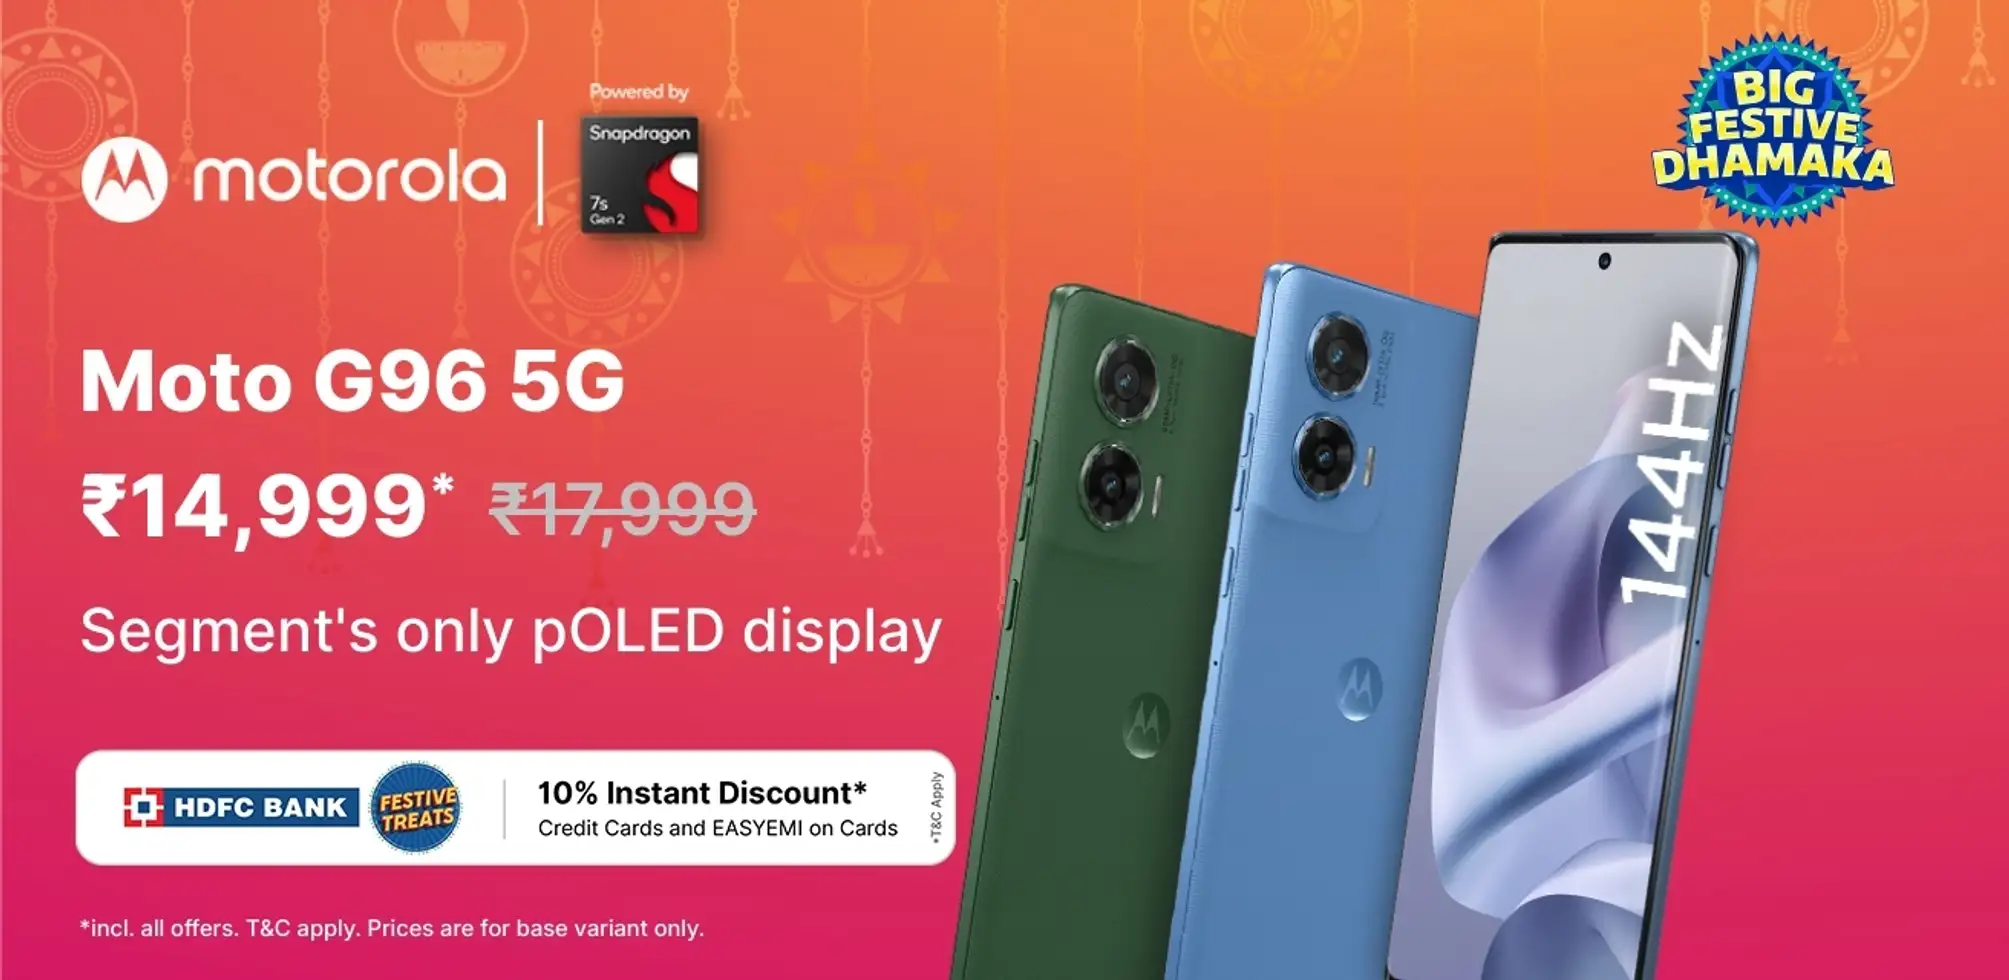 motorola
Powered by
Snapdragon
7s
Gen 2
BIG
FESTIVE
DHAMAKA
Moto G96 5G
₹14,999* ₹17,999
Segment's only pOLED display
144Hz
HDFC BANK
FESTIVE
TREATS
10% Instant Discount*
Credit Cards and EASYEMI on Cards
*T&C Apply
*incl. all offers. T&C apply. Prices are for base variant only.